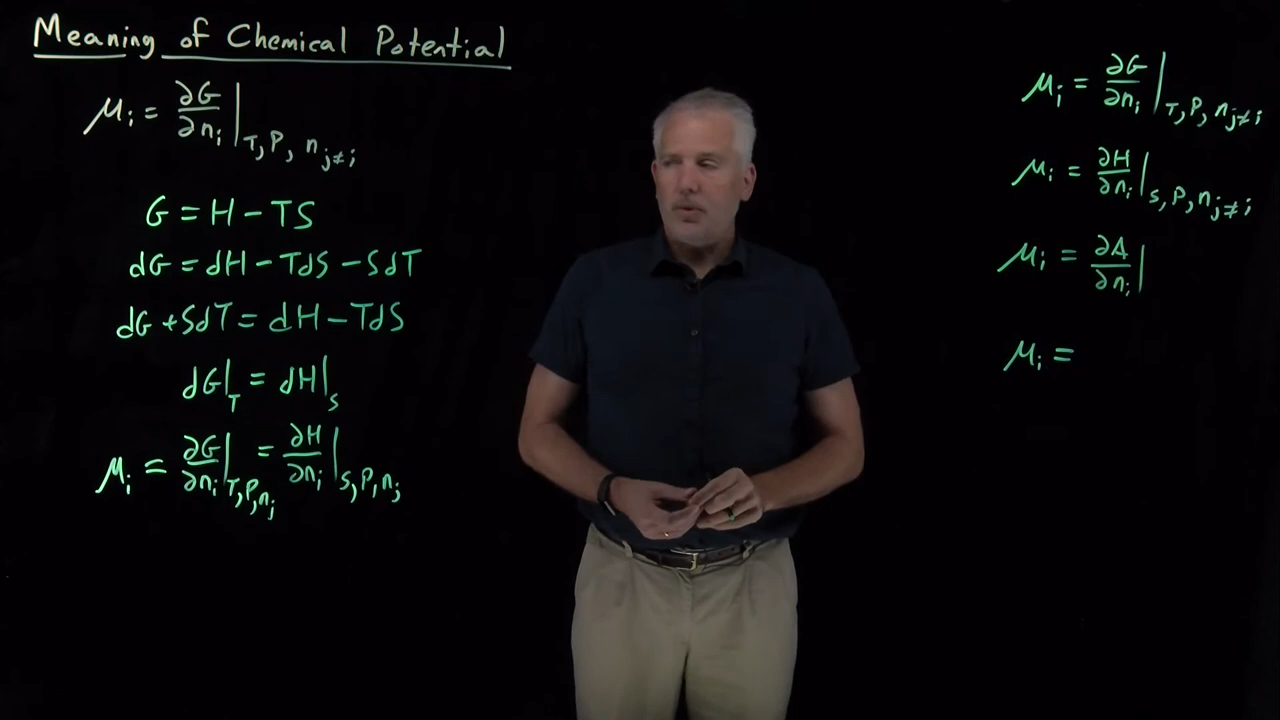 Meaning of Chemical Potential
μᵢ = ∂G/∂nᵢ |T, P, nⱼ≠ᵢ
G = H - TS
dG = dH - TdS - SdT
dG + SdT = dH - TdS
dG|T = dH|S
μᵢ = ∂G/∂nᵢ |T,P,nⱼ = ∂H/∂nᵢ |S,P,nⱼ
μᵢ = ∂G/∂nᵢ |T, P, nⱼ≠ᵢ
μᵢ = ∂H/∂nᵢ |S, P, nⱼ≠ᵢ
μᵢ = ∂A/∂nᵢ |
μᵢ =